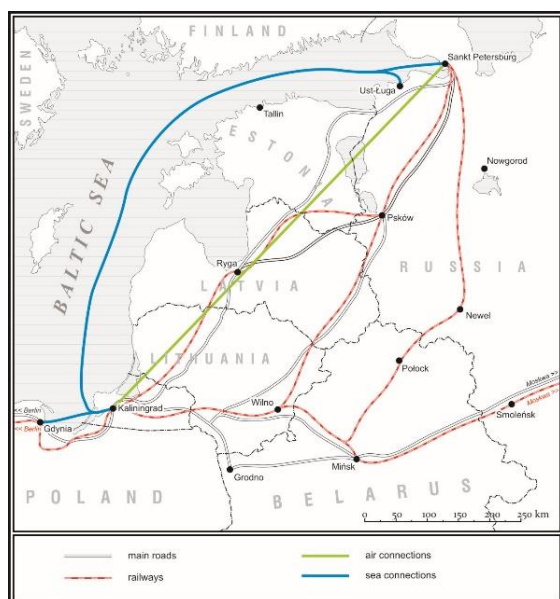 FINLAND
SWEDEN
Sankt Petersburg
Ust-Ługa
Tallin
ESTONIA
Nowgorod
BALTIC SEA
Psków
Ryga
LATVIA
RUSSIA
LITHUANIA
Newel
Połock
Moskwa >>
Moskwa >>
<< Berlin
<< Berlin
Kaliningrad
Gdynia
Wilno
Smoleńsk
Mińsk
Grodno
POLAND
BELARUS
0 50 100 150 200 250 km
main roads
air connections
railways
sea connections